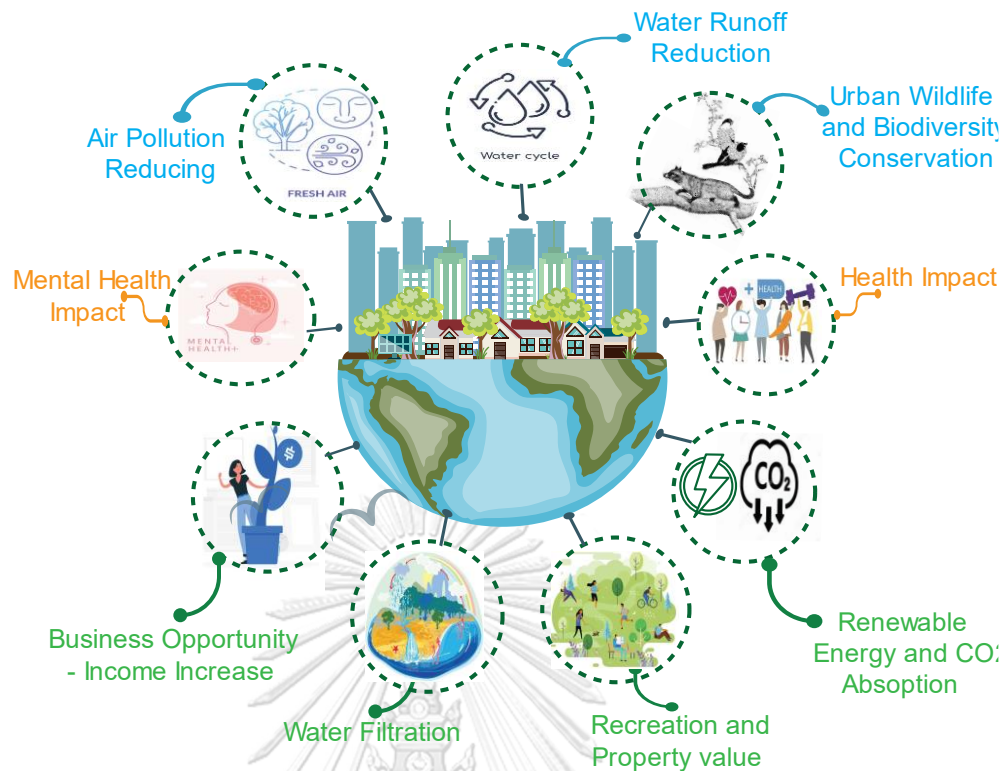 Water Runoff
Reduction
Air Pollution
Reducing
FRESH AIR
Water cycle
Urban Wildlife
and Biodiversity
Conservation
Mental Health
Impact
MENTAL
HEALTH+
HEALTH
Health Impact
$
CO2
Business Opportunity
- Income Increase
Water Filtration
Recreation and
Property value
Renewable
Energy and CO2
Absoption